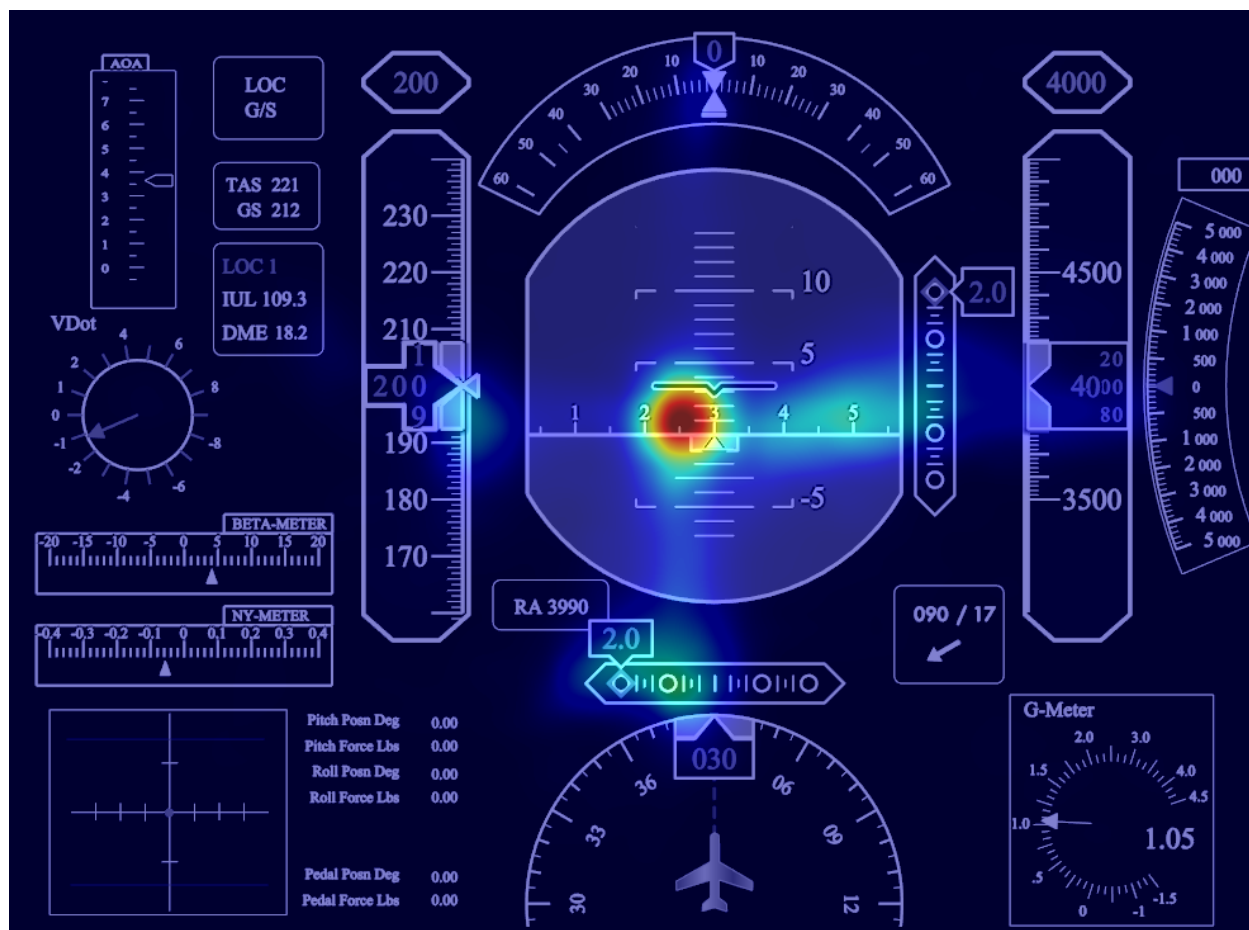 AOA
7
6
5
4
3
2
1
0
LOC
G/S
TAS 221
GS 212
LOC 1
IUL 109.3
DME 18.2
VDot
4
6
2
8
1
0
-1
-2
-4
-6
-8
BETA-METER
-20 -15 -10 -5 0 5 10 15 20
NY-METER
-0.4 -0.3 -0.2 -0.1 0 0.1 0.2 0.3 0.4
200
230
220
210
1
200
9
190
180
170
0
60 50 40 30 20 10 10 20 30 40 50 60
10
5
1 2 3 4 5
-5
2.0
RA 3990
2.0
4000
4500
20
4000
80
3500
000
5 000
4 000
3 000
2 000
1 000
500
0
500
1 000
2 000
3 000
4 000
5 000
090 / 17
Pitch Posn Deg 0.00
Pitch Force Lbs 0.00
Roll Posn Deg 0.00
Roll Force Lbs 0.00
Pedal Posn Deg 0.00
Pedal Force Lbs 0.00
030
30 33 36 06 09 12
G-Meter
2.0 3.0
1.5 4.0
4.5
1.0
1.05
.5
0 -1 -1.5